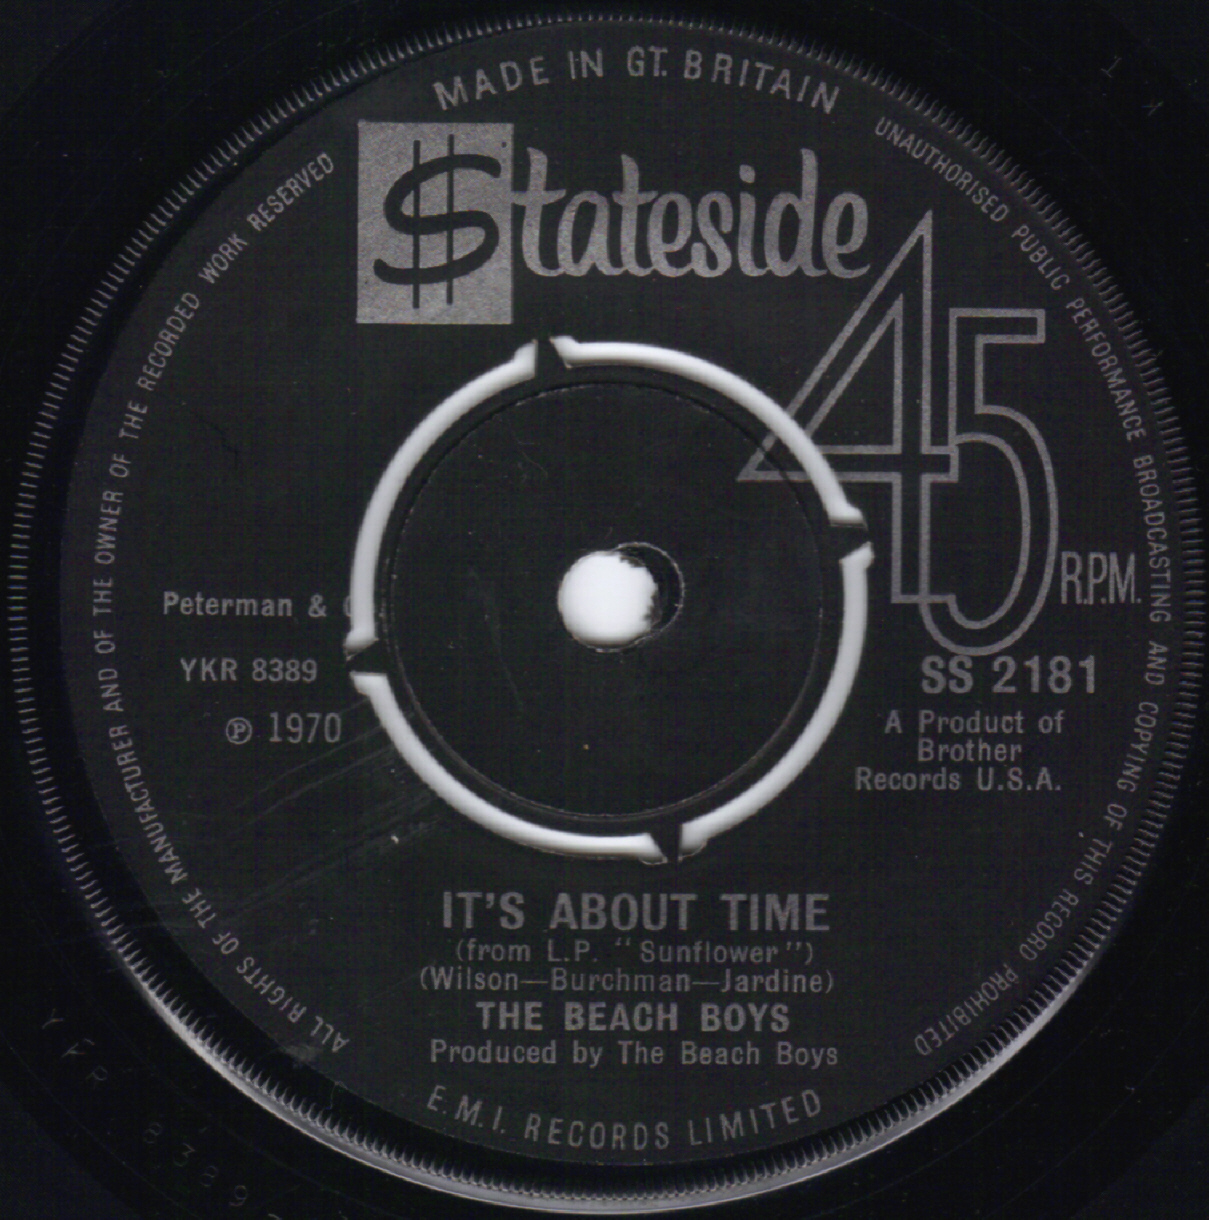 MADE IN GT. BRITAIN
$tateside
45
R.P.M.
UNAUTHORISED PUBLIC PERFORMANCE BROADCASTING AND COPYING OF THIS RECORD PROHIBITED
ALL RIGHTS OF THE MANUFACTURER AND OF THE OWNER OF THE RECORDED WORK RESERVED
Peterman &
YKR 8389
℗ 1970
SS 2181
A Product of
Brother
Records U.S.A.
IT'S ABOUT TIME
(from L.P. "Sunflower")
(Wilson—Burchman—Jardine)
THE BEACH BOYS
Produced by The Beach Boys
E.M.I. RECORDS LIMITED